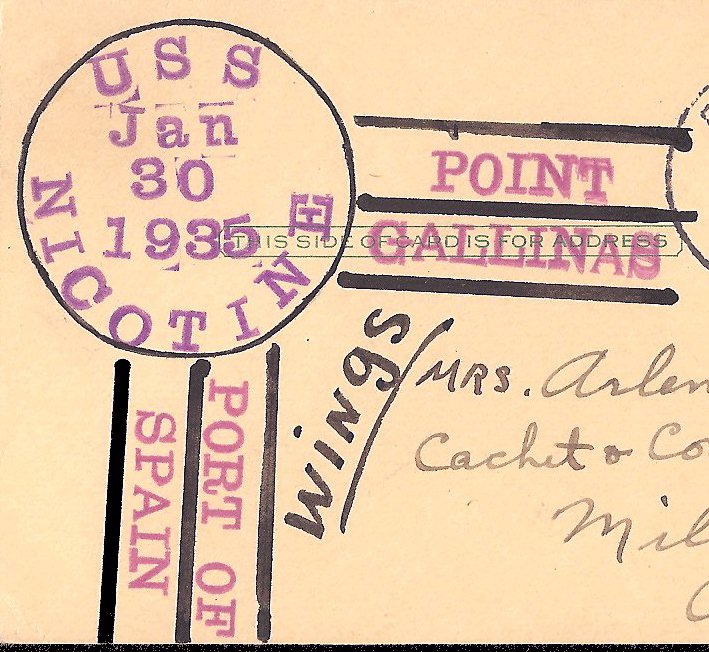 USS
Jan
30
1935
NICOTINE
POINT
GALLINAS
THIS SIDE OF CARD IS FOR ADDRESS
PORT OF
SPAIN
WINGS
MRS.
Cachet &